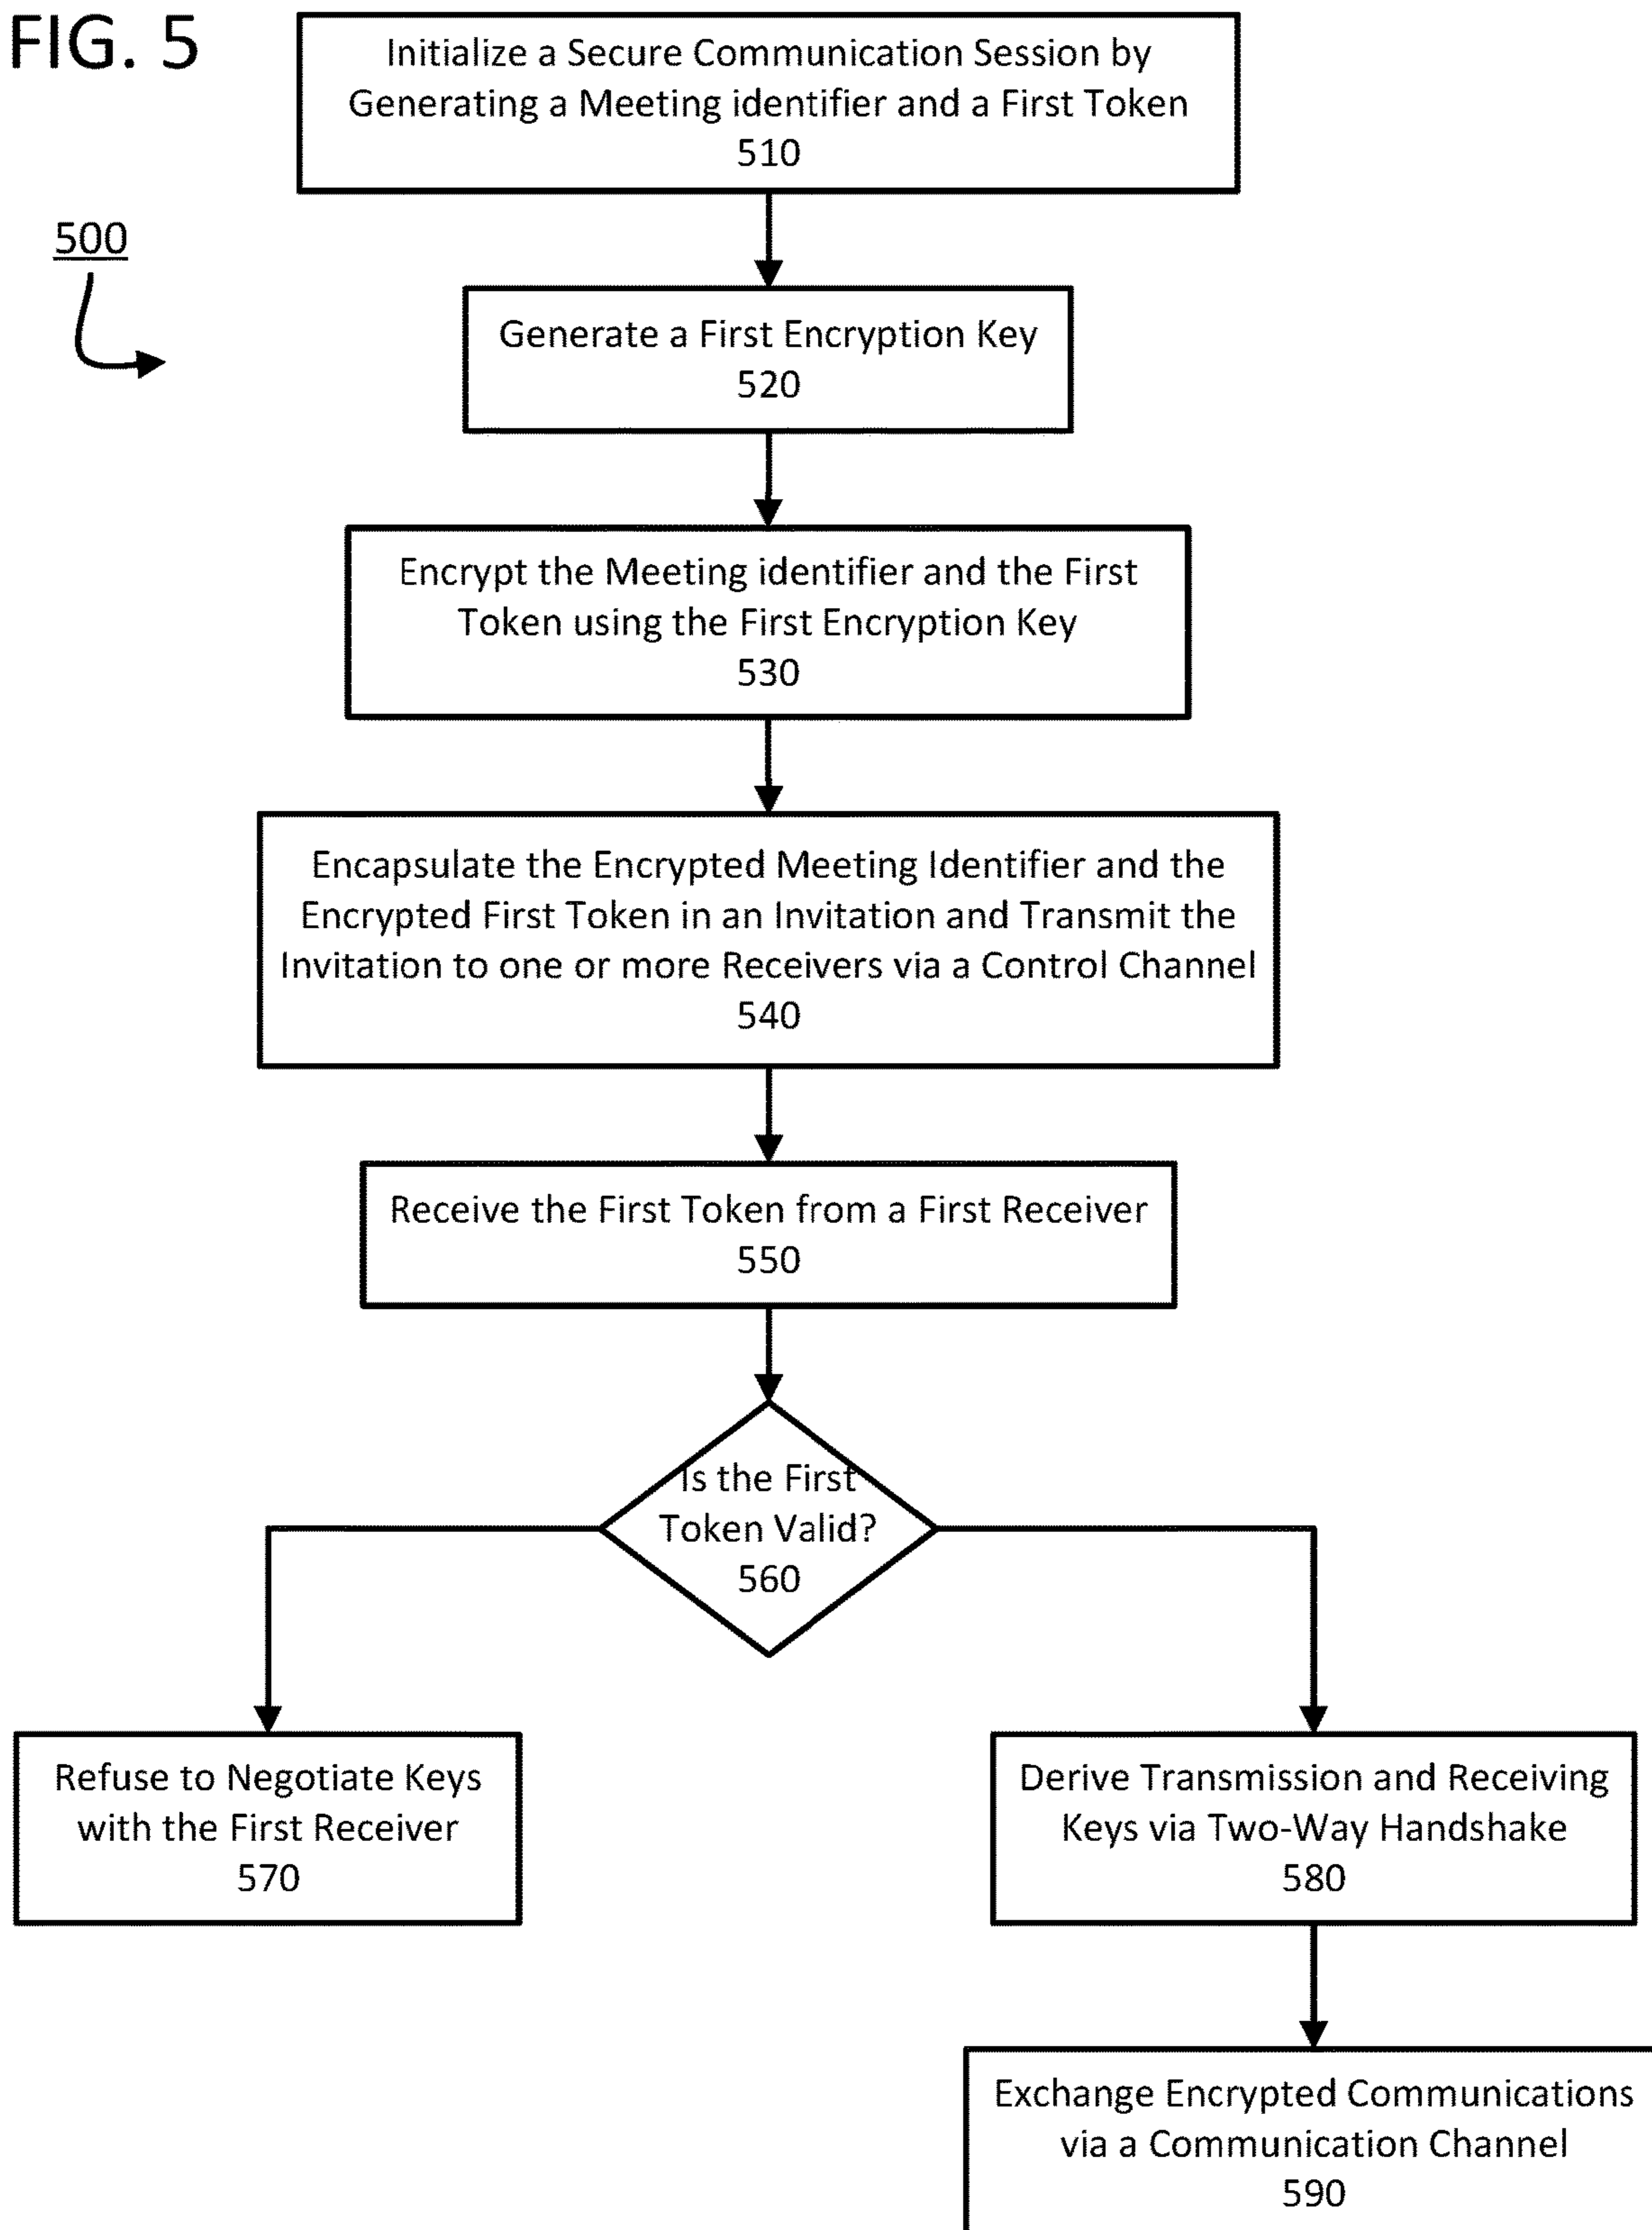 FIG. 5
Initialize a Secure Communication Session by
Generating a Meeting identifier and a First Token
510
500
Generate a First Encryption Key
520
Encrypt the Meeting identifier and the First
Token using the First Encryption Key
530
Encapsulate the Encrypted Meeting Identifier and the
Encrypted First Token in an Invitation and Transmit the
Invitation to one or more Receivers via a Control Channel
540
Receive the First Token from a First Receiver
550
Is the First
Token Valid?
560
Refuse to Negotiate Keys
with the First Receiver
570
Derive Transmission and Receiving
Keys via Two-Way Handshake
580
Exchange Encrypted Communications
via a Communication Channel
590